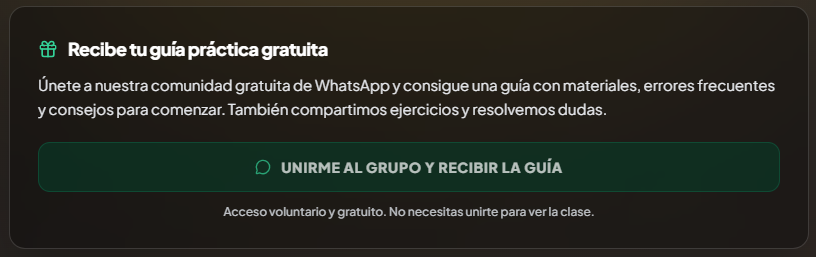 Recibe tu guía práctica gratuita
Únete a nuestra comunidad gratuita de WhatsApp y consigue una guía con materiales, errores frecuentes
y consejos para comenzar. También compartimos ejercicios y resolvemos dudas.
UNIRME AL GRUPO Y RECIBIR LA GUÍA
Acceso voluntario y gratuito. No necesitas unirte para ver la clase.